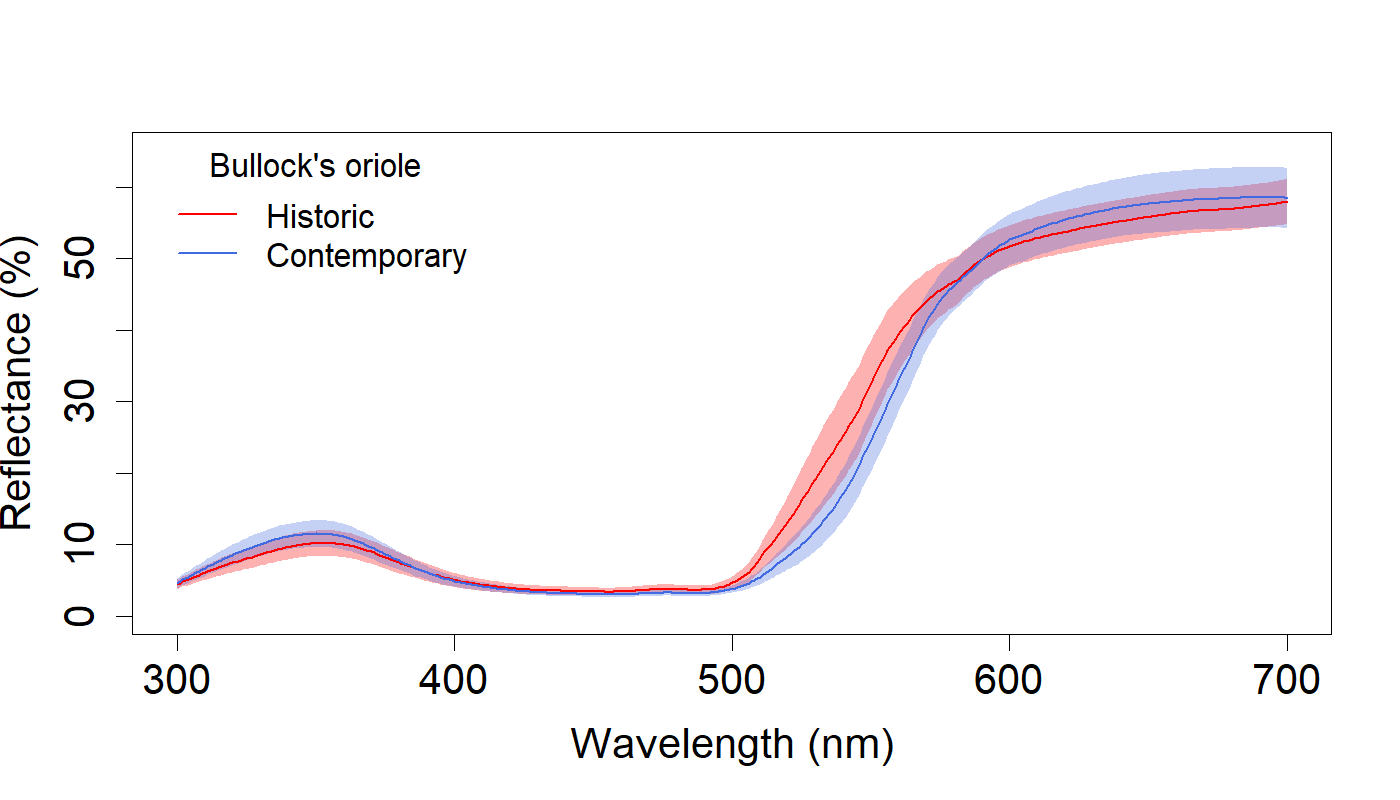 Bullock's oriole
Historic
Contemporary
Reflectance (%)
50
30
10
0
300 400 500 600 700
Wavelength (nm)